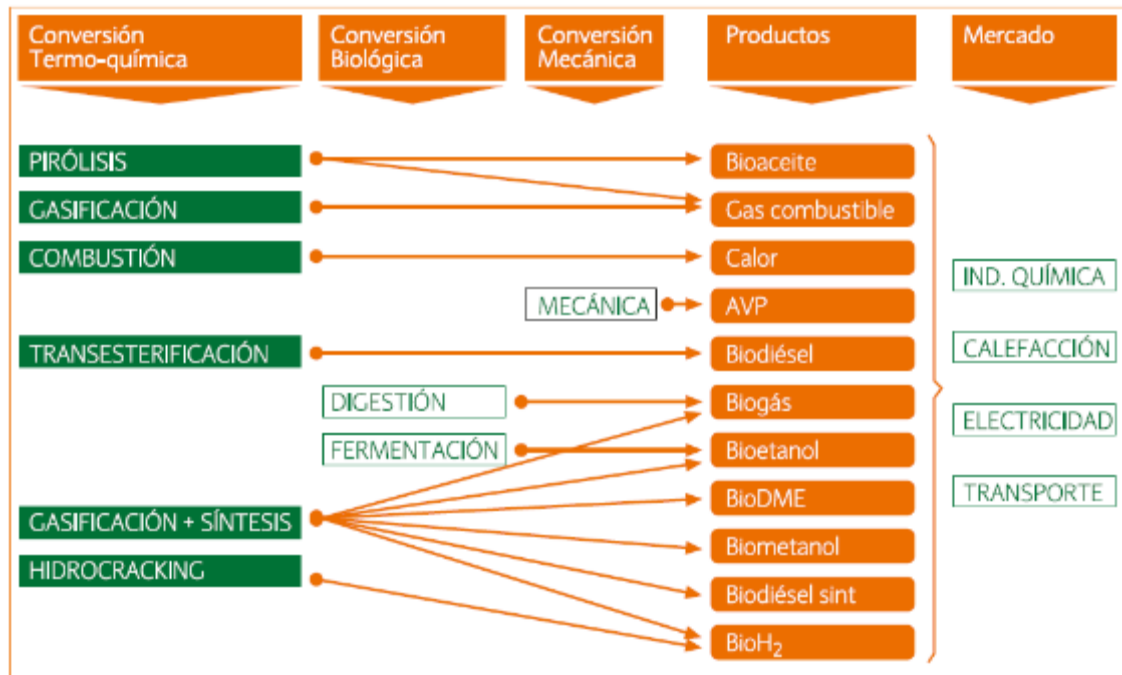 Conversión
Termo-química
Conversión
Biológica
Conversión
Mecánica
Productos
Mercado
PIRÓLISIS
Bioaceite
GASIFICACIÓN
Gas combustible
COMBUSTIÓN
Calor
IND. QUÍMICA
MECÁNICA
AVP
TRANSESTERIFICACIÓN
Biodiésel
CALEFACCIÓN
DIGESTIÓN
Biogás
ELECTRICIDAD
FERMENTACIÓN
Bioetanol
BioDME
TRANSPORTE
GASIFICACIÓN + SÍNTESIS
Biometanol
HIDROCRACKING
Biodiésel sint
BioH₂